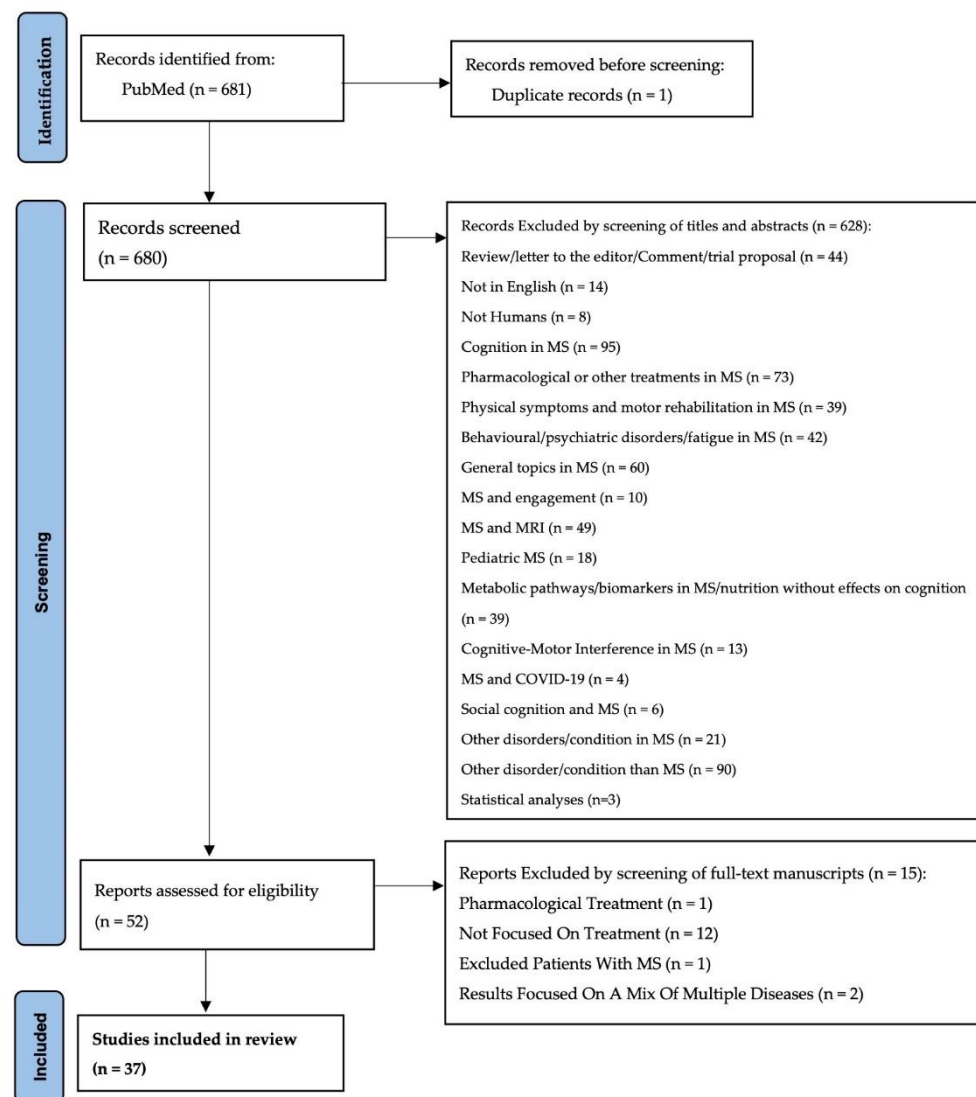 Identification
Records identified from:
PubMed (n = 681)
Records removed before screening:
Duplicate records (n = 1)
Screening
Records screened
(n = 680)
Records Excluded by screening of titles and abstracts (n = 628):
Review/letter to the editor/Comment/trial proposal (n = 44)
Not in English (n = 14)
Not Humans (n = 8)
Cognition in MS (n = 95)
Pharmacological or other treatments in MS (n = 73)
Physical symptoms and motor rehabilitation in MS (n = 39)
Behavioural/psychiatric disorders/fatigue in MS (n = 42)
General topics in MS (n = 60)
MS and engagement (n = 10)
MS and MRI (n = 49)
Pediatric MS (n = 18)
Metabolic pathways/biomarkers in MS/nutrition without effects on cognition
(n = 39)
Cognitive-Motor Interference in MS (n = 13)
MS and COVID-19 (n = 4)
Social cognition and MS (n = 6)
Other disorders/condition in MS (n = 21)
Other disorder/condition than MS (n = 90)
Statistical analyses (n=3)
Reports assessed for eligibility
(n = 52)
Reports Excluded by screening of full-text manuscripts (n = 15):
Pharmacological Treatment (n = 1)
Not Focused On Treatment (n = 12)
Excluded Patients With MS (n = 1)
Results Focused On A Mix Of Multiple Diseases (n = 2)
Included
Studies included in review
(n = 37)